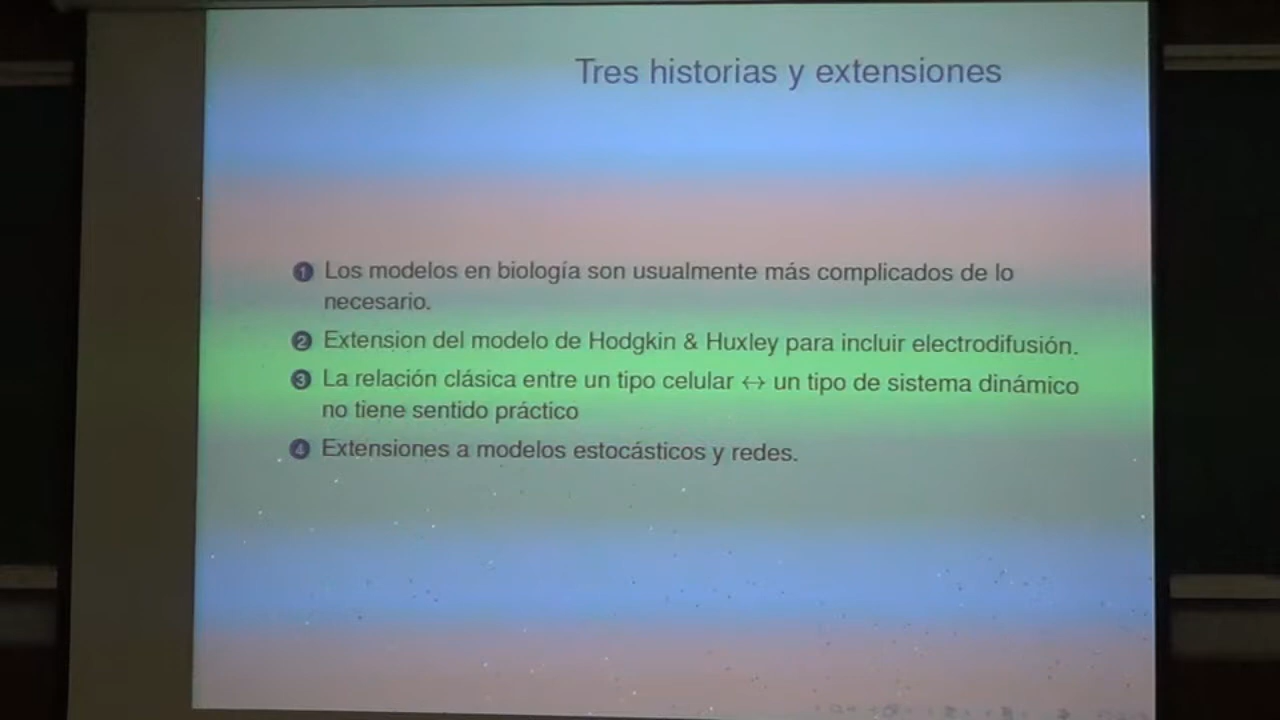 Tres historias y extensiones
1 Los modelos en biología son usualmente más complicados de lo
necesario.
2 Extension del modelo de Hodgkin & Huxley para incluir electrodifusión.
3 La relación clásica entre un tipo celular ↔ un tipo de sistema dinámico
no tiene sentido práctico
4 Extensiones a modelos estocásticos y redes.